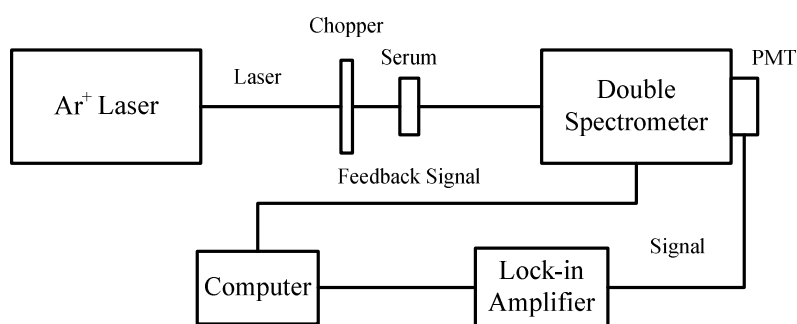 Chopper
Serum
PMT
Laser
Ar+ Laser
Double
Spectrometer
Feedback Signal
Signal
Computer
Lock-in
Amplifier